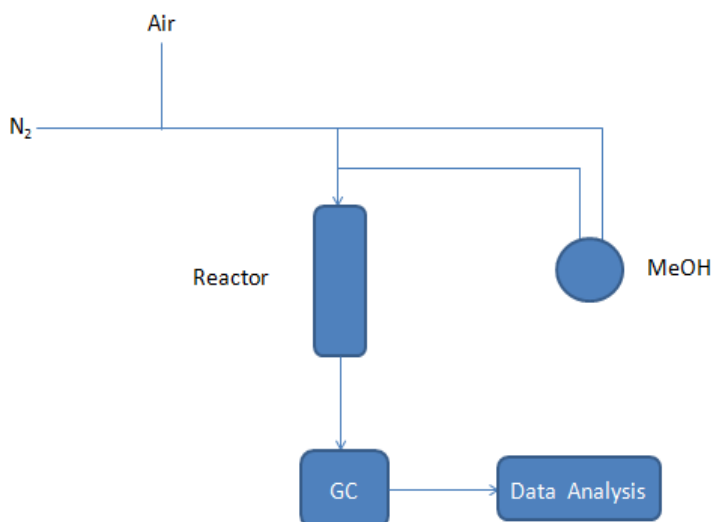 Air
N₂
Reactor
MeOH
GC
Data Analysis